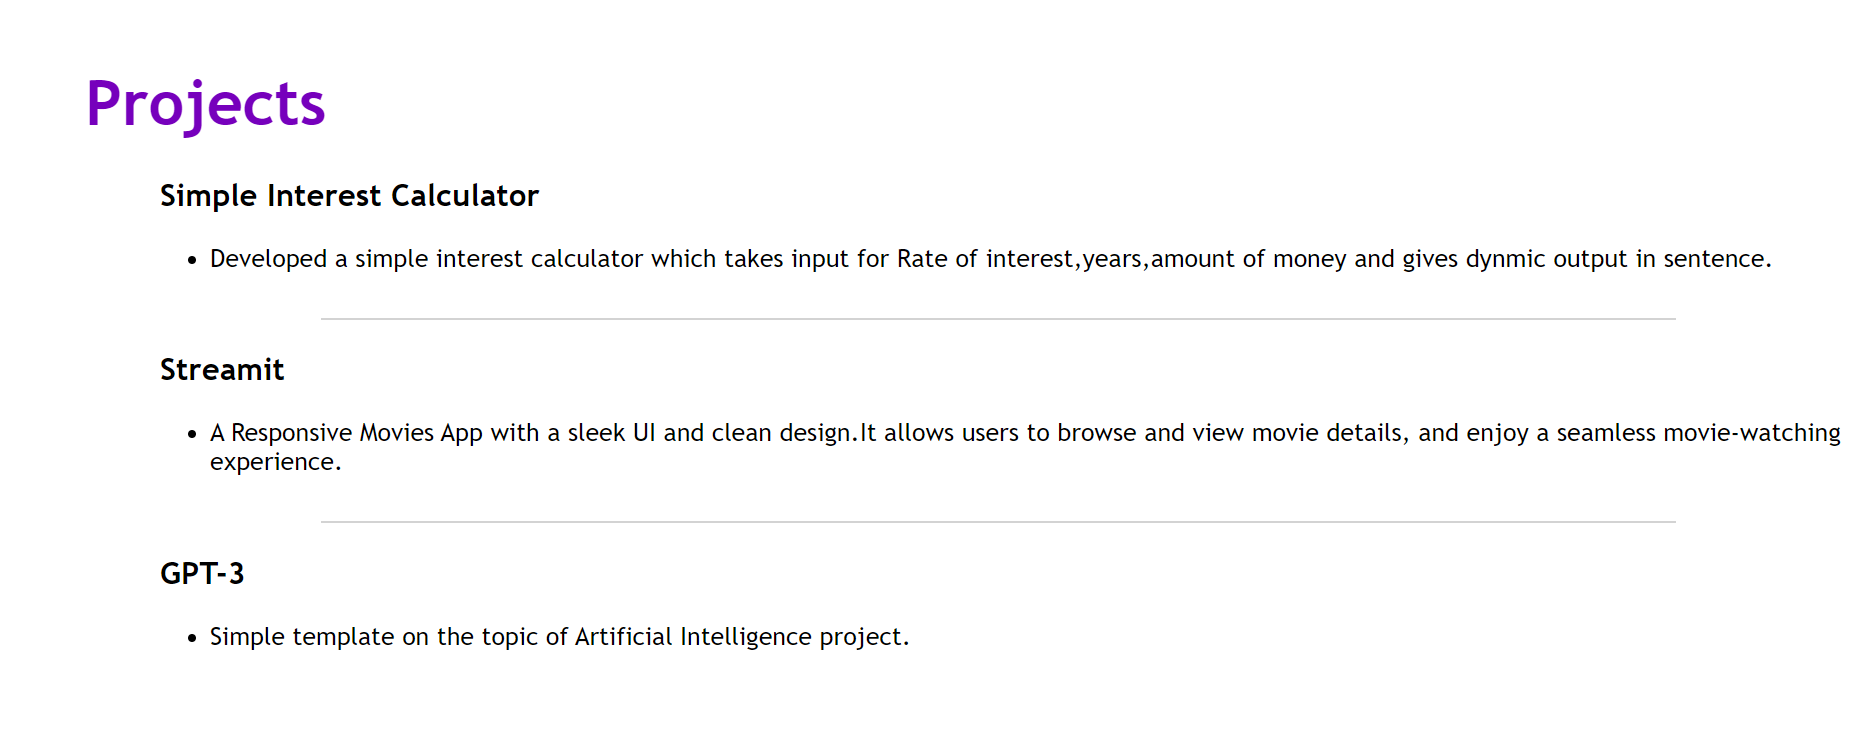 Projects
Simple Interest Calculator
• Developed a simple interest calculator which takes input for Rate of interest,years,amount of money and gives dynmic output in sentence.
Streamit
• A Responsive Movies App with a sleek UI and clean design.It allows users to browse and view movie details, and enjoy a seamless movie-watching
experience.
GPT-3
• Simple template on the topic of Artificial Intelligence project.